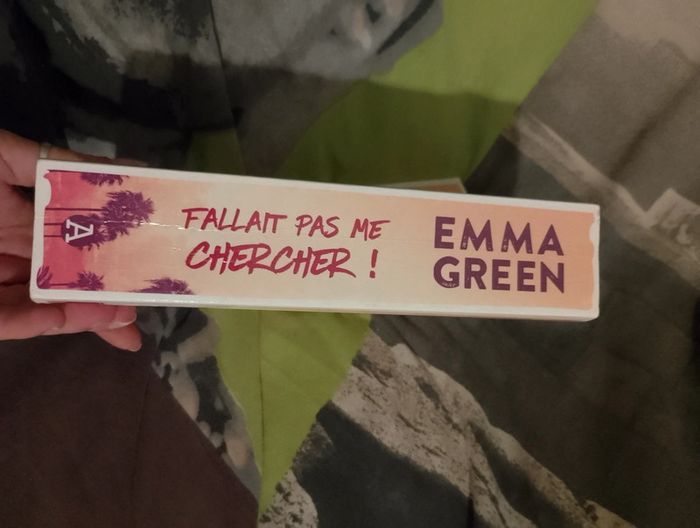 A
FALLAIT PAS ME
CHERCHER !
EMMA
GREEN